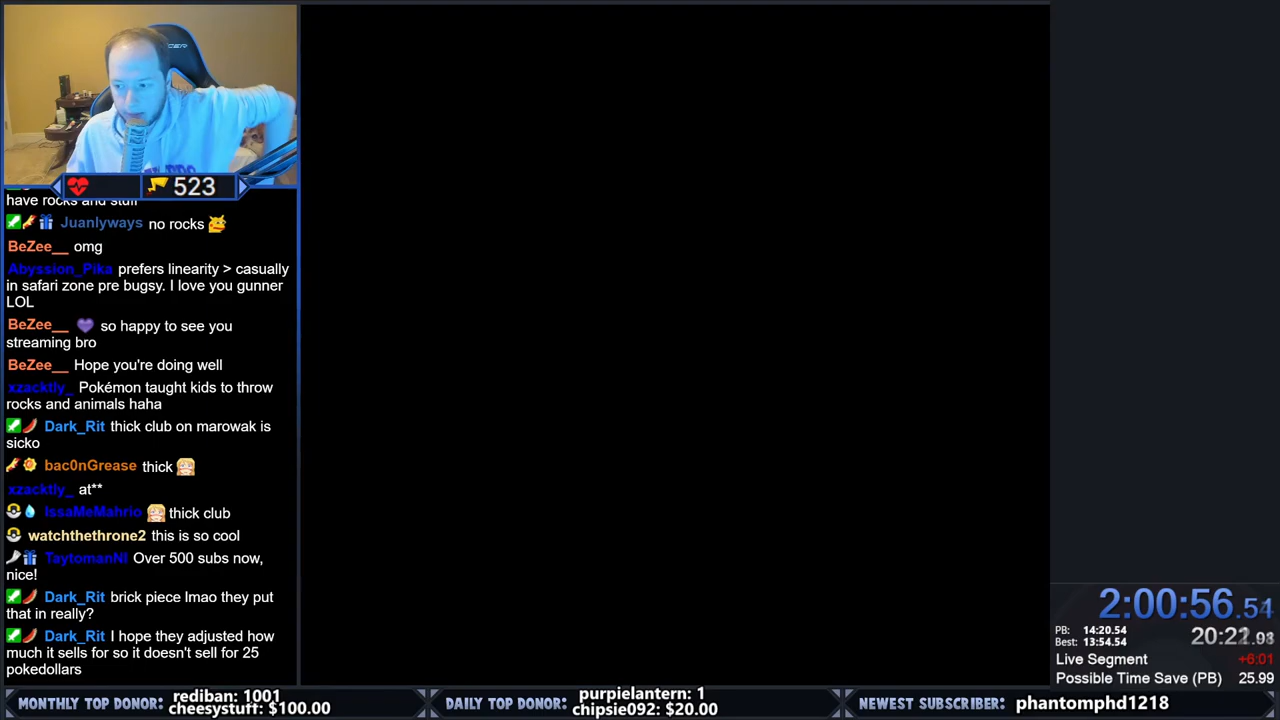 CER
523
have rocks and stuff
Juanlyways no rocks
BeZee__ omg
Abyssion_Pika prefers linearity > casually
in safari zone pre bugsy. I love you gunner
LOL
BeZee__ so happy to see you
streaming bro
BeZee__ Hope you're doing well
xzacktly_ Pokémon taught kids to throw
rocks and animals haha
Dark_Rit thick club on marowak is
sicko
bac0nGrease thick
xzacktly_ at**
IssaMeMahrio thick club
watchthethrone2 this is so cool
TaytomanNI Over 500 subs now,
nice!
Dark_Rit brick piece lmao they put
that in really?
Dark_Rit I hope they adjusted how
much it sells for so it doesn't sell for 25
pokedollars
2:00:56.54
PB: 14:20.54
Best: 13:54.54
Live Segment +6:01
Possible Time Save (PB) 25.99
MONTHLY TOP DONOR: rediban: 1001
cheesystuff: $100.00
DAILY TOP DONOR: purpielantern: 1
chipsie092: $20.00
NEWEST SUBSCRIBER: phantomphd1218